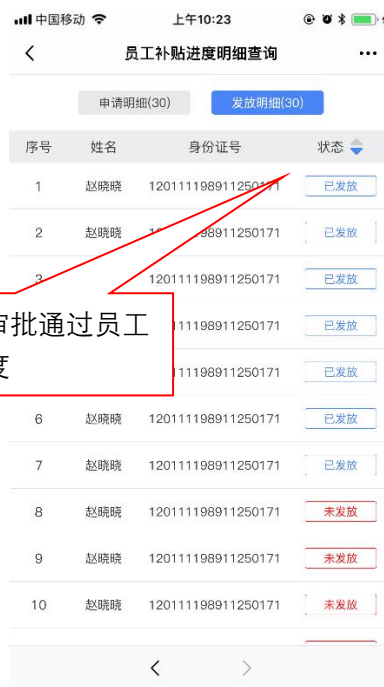 中国移动 上午10:23
员工补贴进度明细查询
申请明细(30) 发放明细(30)
序号 姓名 身份证号 状态
1 赵晓晓 120111198911250171 已发放
2 赵晓晓 98911250171 已发放
3 120111198911250171 已发放
审批通过员工 11198911250171 已发放
度 11198911250171 已发放
6 赵晓晓 120111198911250171 已发放
7 赵晓晓 120111198911250171 已发放
8 赵晓晓 120111198911250171 未发放
9 赵晓晓 120111198911250171 未发放
10 赵晓晓 120111198911250171 未发放